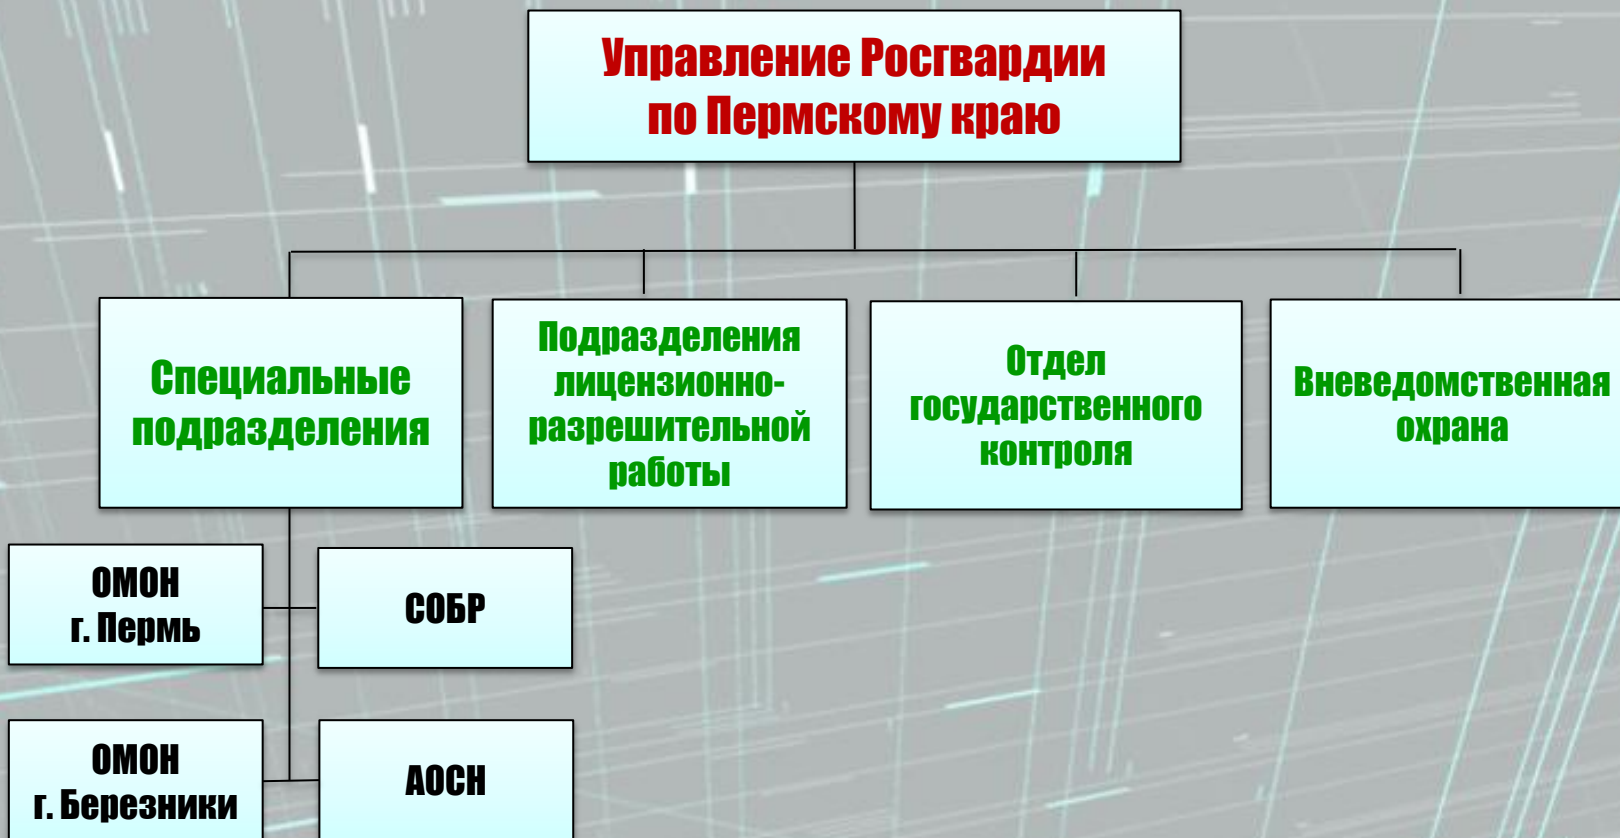 Управление Росгвардии
по Пермскому краю
Специальные
подразделения
Подразделения
лицензионно-
разрешительной
работы
Отдел
государственного
контроля
Вневедомственная
охрана
ОМОН
г. Пермь
СОБР
ОМОН
г. Березники
АОСН